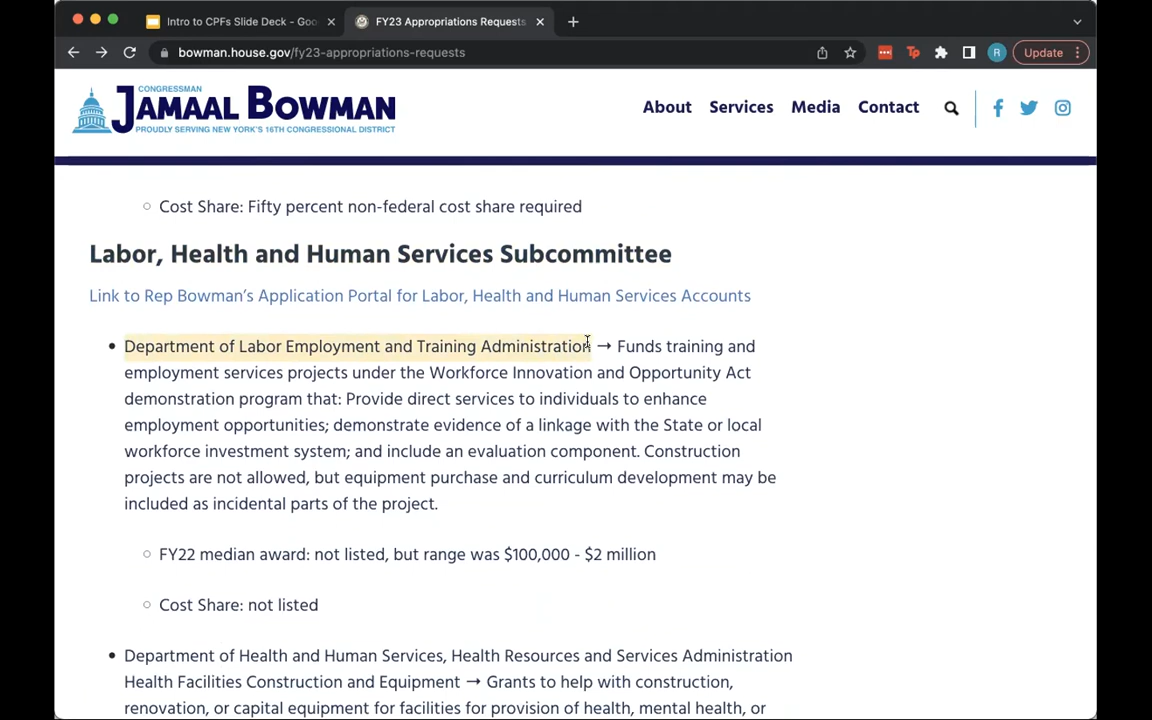 Intro to CPFs Slide Deck - Goo
FY23 Appropriations Requests
bowman.house.gov/fy23-appropriations-requests
Tp
R
Update
CONGRESSMAN
JAMAAL BOWMAN
PROUDLY SERVING NEW YORK'S 16TH CONGRESSIONAL DISTRICT
About Services Media Contact
Cost Share: Fifty percent non-federal cost share required
Labor, Health and Human Services Subcommittee
Link to Rep Bowman's Application Portal for Labor, Health and Human Services Accounts
Department of Labor Employment and Training Administration → Funds training and
employment services projects under the Workforce Innovation and Opportunity Act
demonstration program that: Provide direct services to individuals to enhance
employment opportunities; demonstrate evidence of a linkage with the State or local
workforce investment system; and include an evaluation component. Construction
projects are not allowed, but equipment purchase and curriculum development may be
included as incidental parts of the project.
FY22 median award: not listed, but range was $100,000 - $2 million
Cost Share: not listed
Department of Health and Human Services, Health Resources and Services Administration
Health Facilities Construction and Equipment → Grants to help with construction,
renovation, or capital equipment for facilities for provision of health, mental health, or